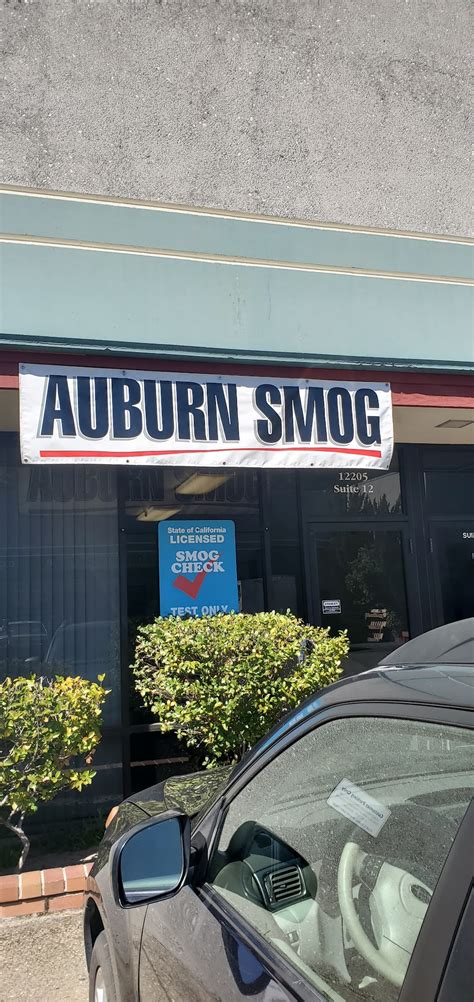 AUBURN SMOG
12205
Suite 12
State of California
LICENSED
SMOG
CHECK
TEST ONLY